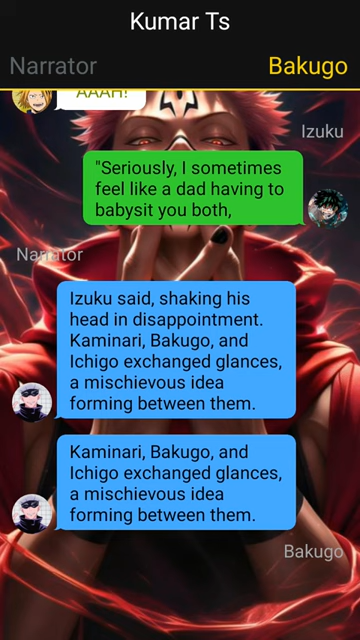 Kumar Ts
Narrator
Bakugo
AAAH!
Izuku
"Seriously, I sometimes
feel like a dad having to
babysit you both,
Narrator
Izuku said, shaking his
head in disappointment.
Kaminari, Bakugo, and
Ichigo exchanged glances,
a mischievous idea
forming between them.
Kaminari, Bakugo, and
Ichigo exchanged glances,
a mischievous idea
forming between them.
Bakugo